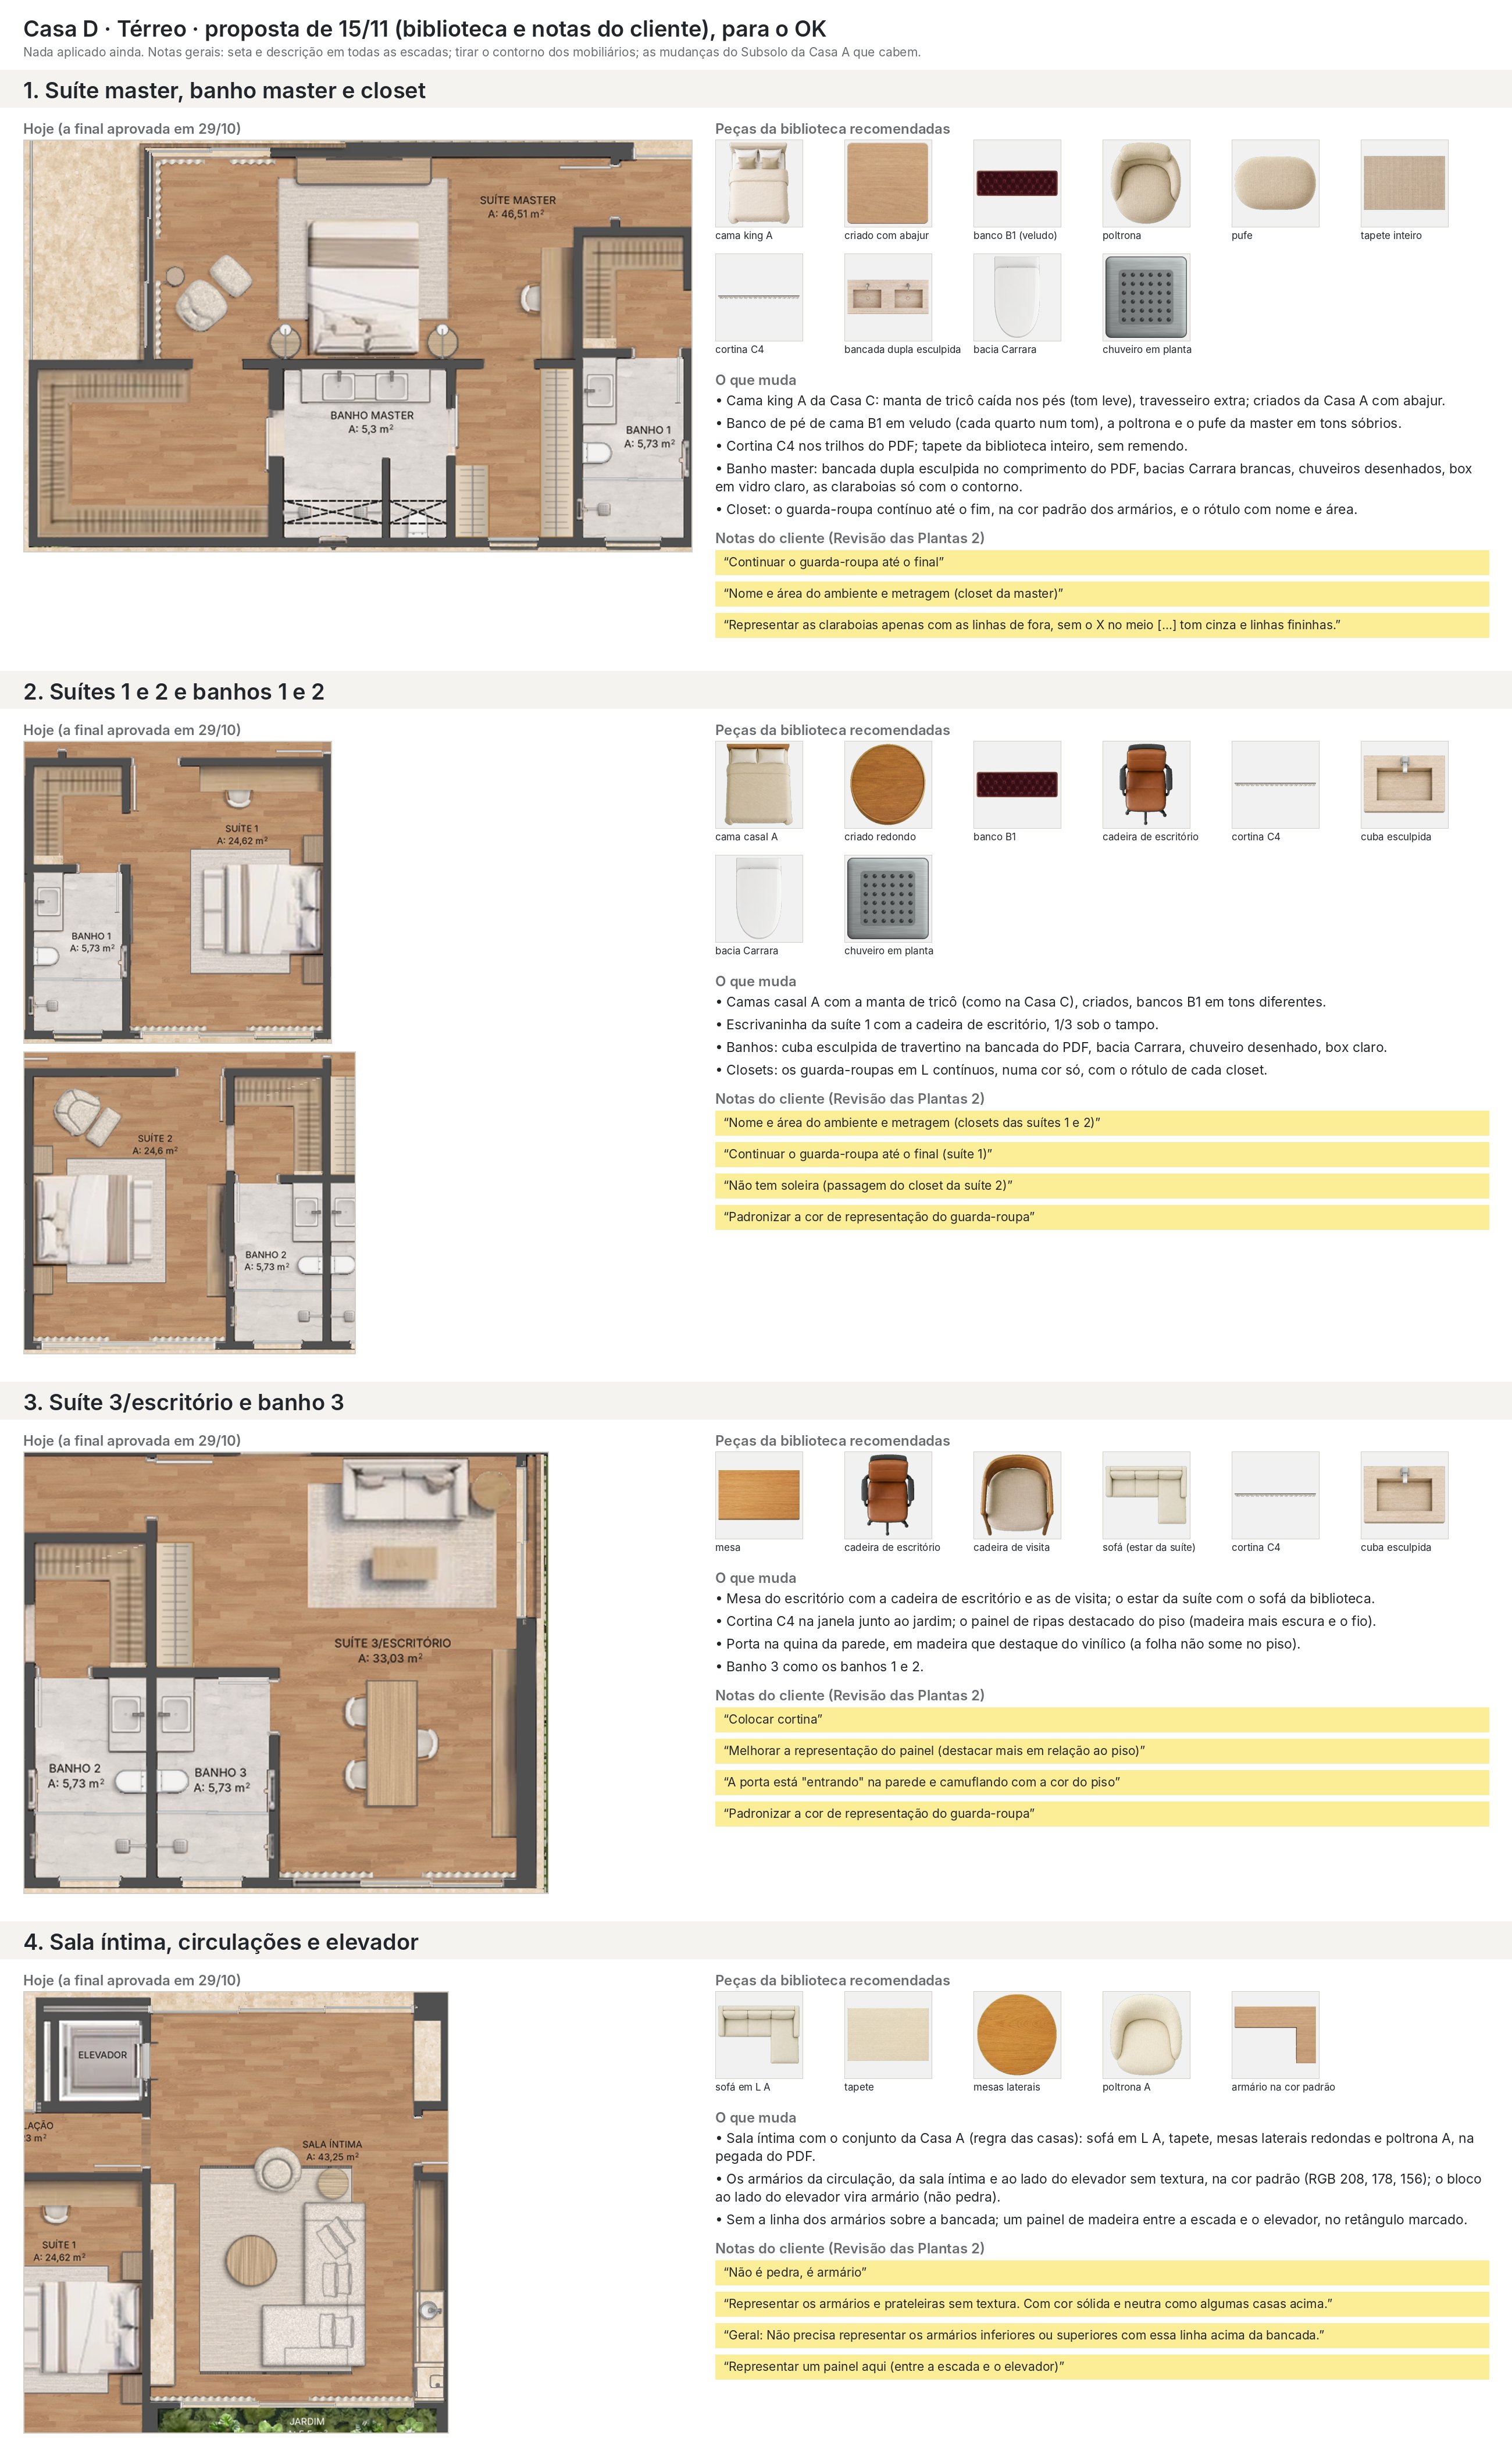 Casa D · Térreo · proposta de 15/11 (biblioteca e notas do cliente), para o OK
Nada aplicado ainda. Notas gerais: seta e descrição em todas as escadas; tirar o contorno dos mobiliários; as mudanças do Subsolo da Casa A que cabem.
1. Suíte master, banho master e closet
Hoje (a final aprovada em 29/10)
SUÍTE MASTER
A: 46,51 m²
BANHO MASTER
A: 5,3 m²
BANHO 1
A: 5,73 m²
Peças da biblioteca recomendadas
cama king A
criado com abajur
banco B1 (veludo)
poltrona
pufe
tapete inteiro
cortina C4
bancada dupla esculpida
bacia Carrara
chuveiro em planta
O que muda
• Cama king A da Casa C: manta de tricô caída nos pés (tom leve), travesseiro extra; criados da Casa A com abajur.
• Banco de pé de cama B1 em veludo (cada quarto num tom), a poltrona e o pufe da master em tons sóbrios.
• Cortina C4 nos trilhos do PDF; tapete da biblioteca inteiro, sem remendo.
• Banho master: bancada dupla esculpida no comprimento do PDF, bacias Carrara brancas, chuveiros desenhados, box
em vidro claro, as claraboias só com o contorno.
• Closet: o guarda-roupa contínuo até o fim, na cor padrão dos armários, e o rótulo com nome e área.
Notas do cliente (Revisão das Plantas 2)
“Continuar o guarda-roupa até o final”
“Nome e área do ambiente e metragem (closet da master)”
“Representar as claraboias apenas com as linhas de fora, sem o X no meio [...] tom cinza e linhas fininhas.”
2. Suítes 1 e 2 e banhos 1 e 2
Hoje (a final aprovada em 29/10)
SUÍTE 1
A: 24,62 m²
BANHO 1
A: 5,73 m²
SUÍTE 2
A: 24,6 m²
BANHO 2
A: 5,73 m²
Peças da biblioteca recomendadas
cama casal A
criado redondo
banco B1
cadeira de escritório
cortina C4
cuba esculpida
bacia Carrara
chuveiro em planta
O que muda
• Camas casal A com a manta de tricô (como na Casa C), criados, bancos B1 em tons diferentes.
• Escrivaninha da suíte 1 com a cadeira de escritório, 1/3 sob o tampo.
• Banhos: cuba esculpida de travertino na bancada do PDF, bacia Carrara, chuveiro desenhado, box claro.
• Closets: os guarda-roupas em L contínuos, numa cor só, com o rótulo de cada closet.
Notas do cliente (Revisão das Plantas 2)
“Nome e área do ambiente e metragem (closets das suítes 1 e 2)”
“Continuar o guarda-roupa até o final (suíte 1)”
“Não tem soleira (passagem do closet da suíte 2)”
“Padronizar a cor de representação do guarda-roupa”
3. Suíte 3/escritório e banho 3
Hoje (a final aprovada em 29/10)
SUÍTE 3/ESCRITÓRIO
A: 33,03 m²
BANHO 2
A: 5,73 m²
BANHO 3
A: 5,73 m²
Peças da biblioteca recomendadas
mesa
cadeira de escritório
cadeira de visita
sofá (estar da suíte)
cortina C4
cuba esculpida
O que muda
• Mesa do escritório com a cadeira de escritório e as de visita; o estar da suíte com o sofá da biblioteca.
• Cortina C4 na janela junto ao jardim; o painel de ripas destacado do piso (madeira mais escura e o fio).
• Porta na quina da parede, em madeira que destaque do vinílico (a folha não some no piso).
• Banho 3 como os banhos 1 e 2.
Notas do cliente (Revisão das Plantas 2)
“Colocar cortina”
“Melhorar a representação do painel (destacar mais em relação ao piso)”
“A porta está "entrando" na parede e camuflando com a cor do piso”
“Padronizar a cor de representação do guarda-roupa”
4. Sala íntima, circulações e elevador
Hoje (a final aprovada em 29/10)
ELEVADOR
LAÇÃO
3 m²
SALA ÍNTIMA
A: 43,25 m²
SUÍTE 1
A: 24,62 m²
JARDIM
Peças da biblioteca recomendadas
sofá em L A
tapete
mesas laterais
poltrona A
armário na cor padrão
O que muda
• Sala íntima com o conjunto da Casa A (regra das casas): sofá em L A, tapete, mesas laterais redondas e poltrona A, na
pegada do PDF.
• Os armários da circulação, da sala íntima e ao lado do elevador sem textura, na cor padrão (RGB 208, 178, 156); o bloco
ao lado do elevador vira armário (não pedra).
• Sem a linha dos armários sobre a bancada; um painel de madeira entre a escada e o elevador, no retângulo marcado.
Notas do cliente (Revisão das Plantas 2)
“Não é pedra, é armário”
“Representar os armários e prateleiras sem textura. Com cor sólida e neutra como algumas casas acima.”
“Geral: Não precisa representar os armários inferiores ou superiores com essa linha acima da bancada.”
“Representar um painel aqui (entre a escada e o elevador)”